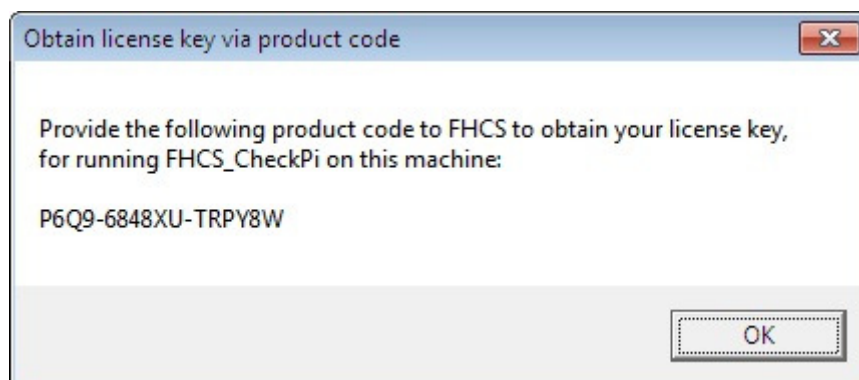 Obtain license key via product code
Provide the following product code to FHCS to obtain your license key,
for running FHCS_CheckPi on this machine:
P6Q9-6848XU-TRPY8W
OK